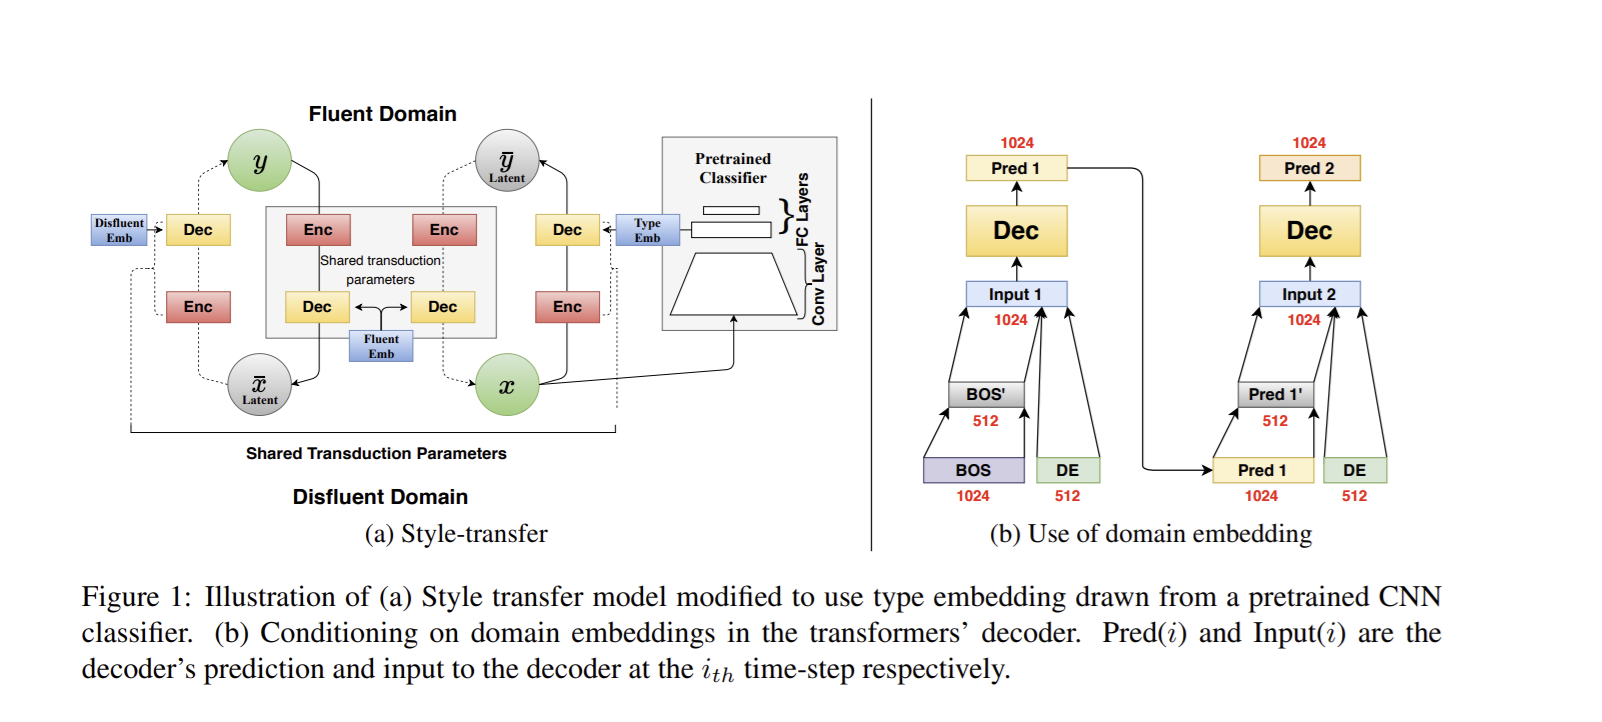 Fluent Domain
y
ȳ
Latent
Pretrained
Classifier
FC Layers
Conv Layer
Disfluent
Emb
Dec
Enc
Enc
Dec
Type
Emb
Shared transduction
parameters
Enc
Dec
Dec
Enc
Fluent
Emb
x̄
Latent
x
Shared Transduction Parameters
Disfluent Domain
(a) Style-transfer
1024
Pred 1
Dec
Input 1
1024
BOS'
512
BOS
DE
1024
512
1024
Pred 2
Dec
Input 2
1024
Pred 1'
512
Pred 1
DE
1024
512
(b) Use of domain embedding
Figure 1: Illustration of (a) Style transfer model modified to use type embedding drawn from a pretrained CNN
classifier. (b) Conditioning on domain embeddings in the transformers’ decoder. Pred(i) and Input(i) are the
decoder’s prediction and input to the decoder at the i_th time-step respectively.